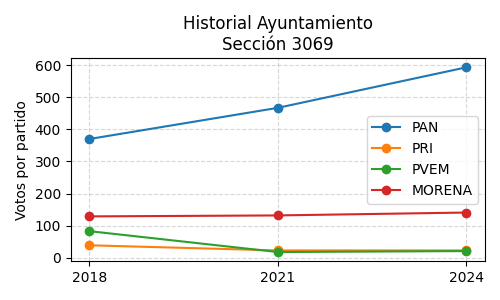 Historial Ayuntamiento
Sección 3069
Votos por partido
600
500
400
300
200
100
0
2018
2021
2024
PAN
PRI
PVEM
MORENA